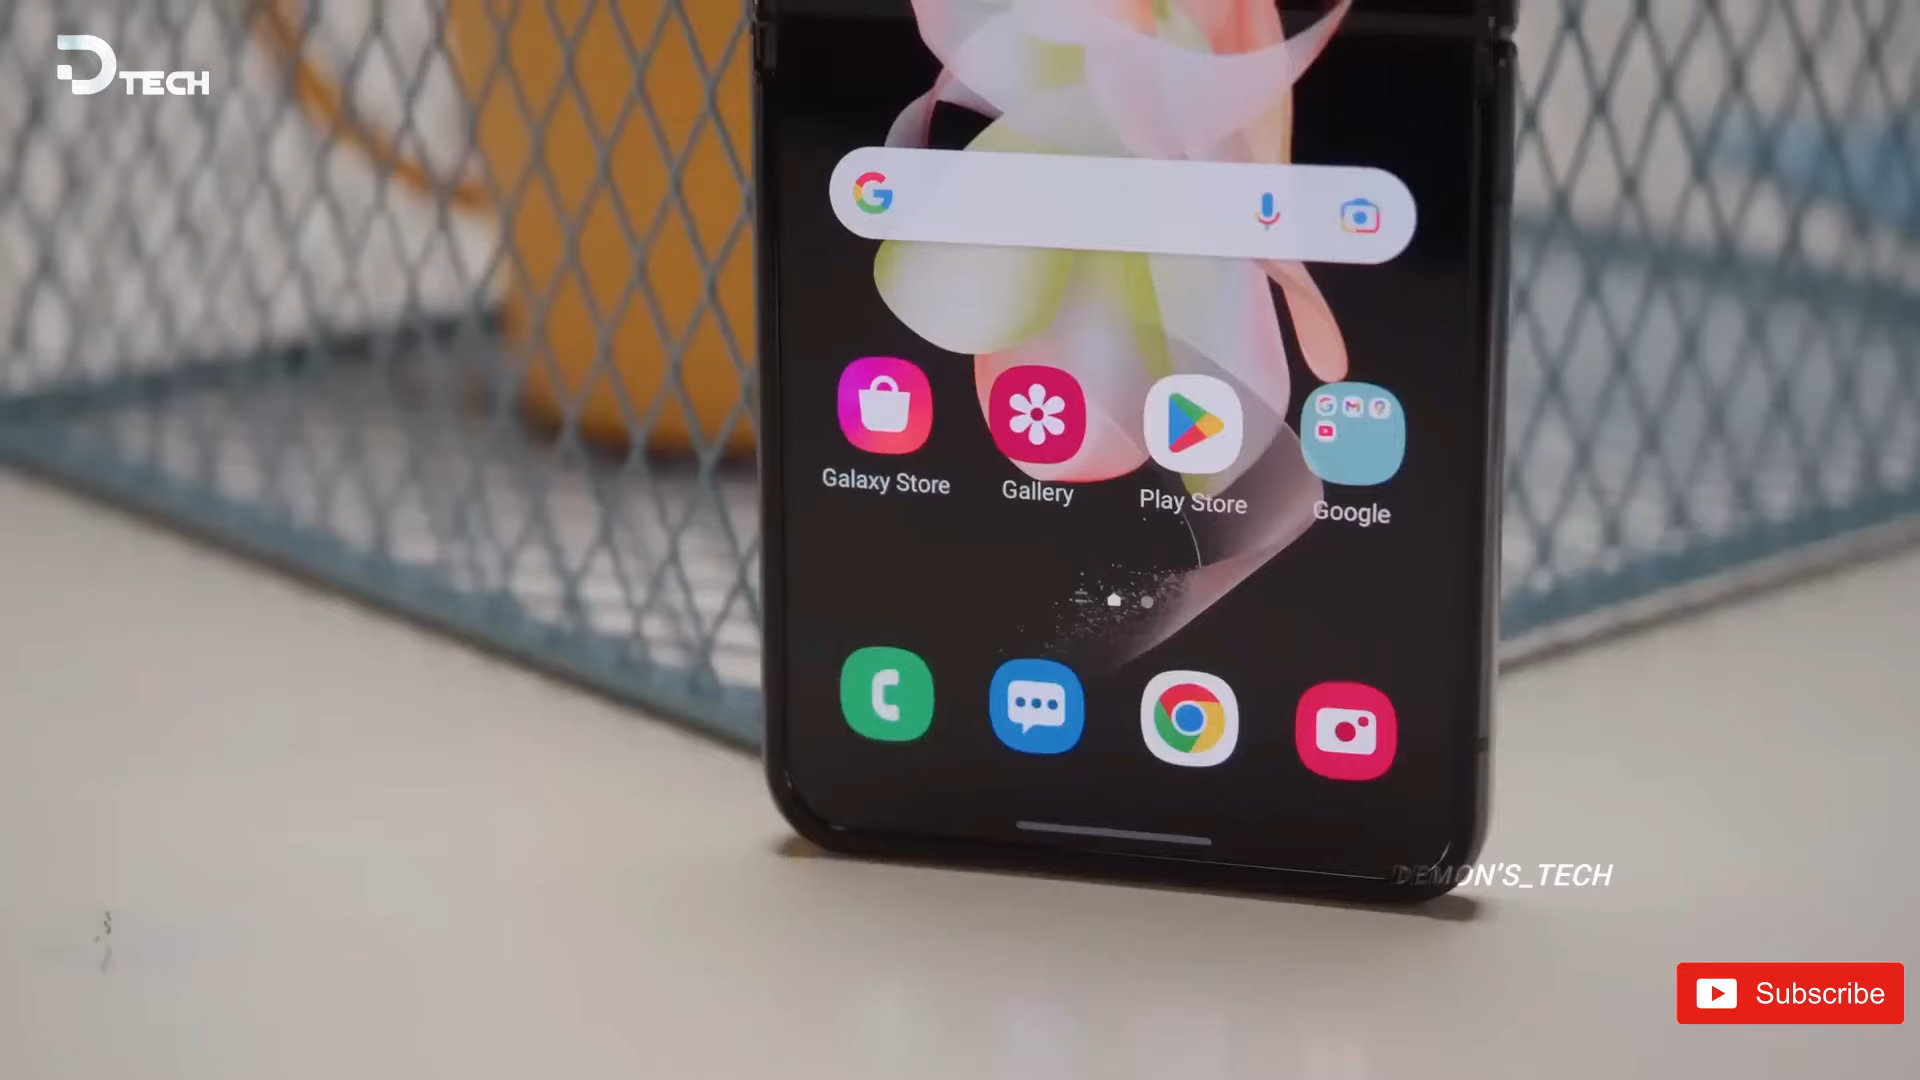 D TECH
Galaxy Store
Gallery
Play Store
Google
DEMON'S_TECH
Subscribe